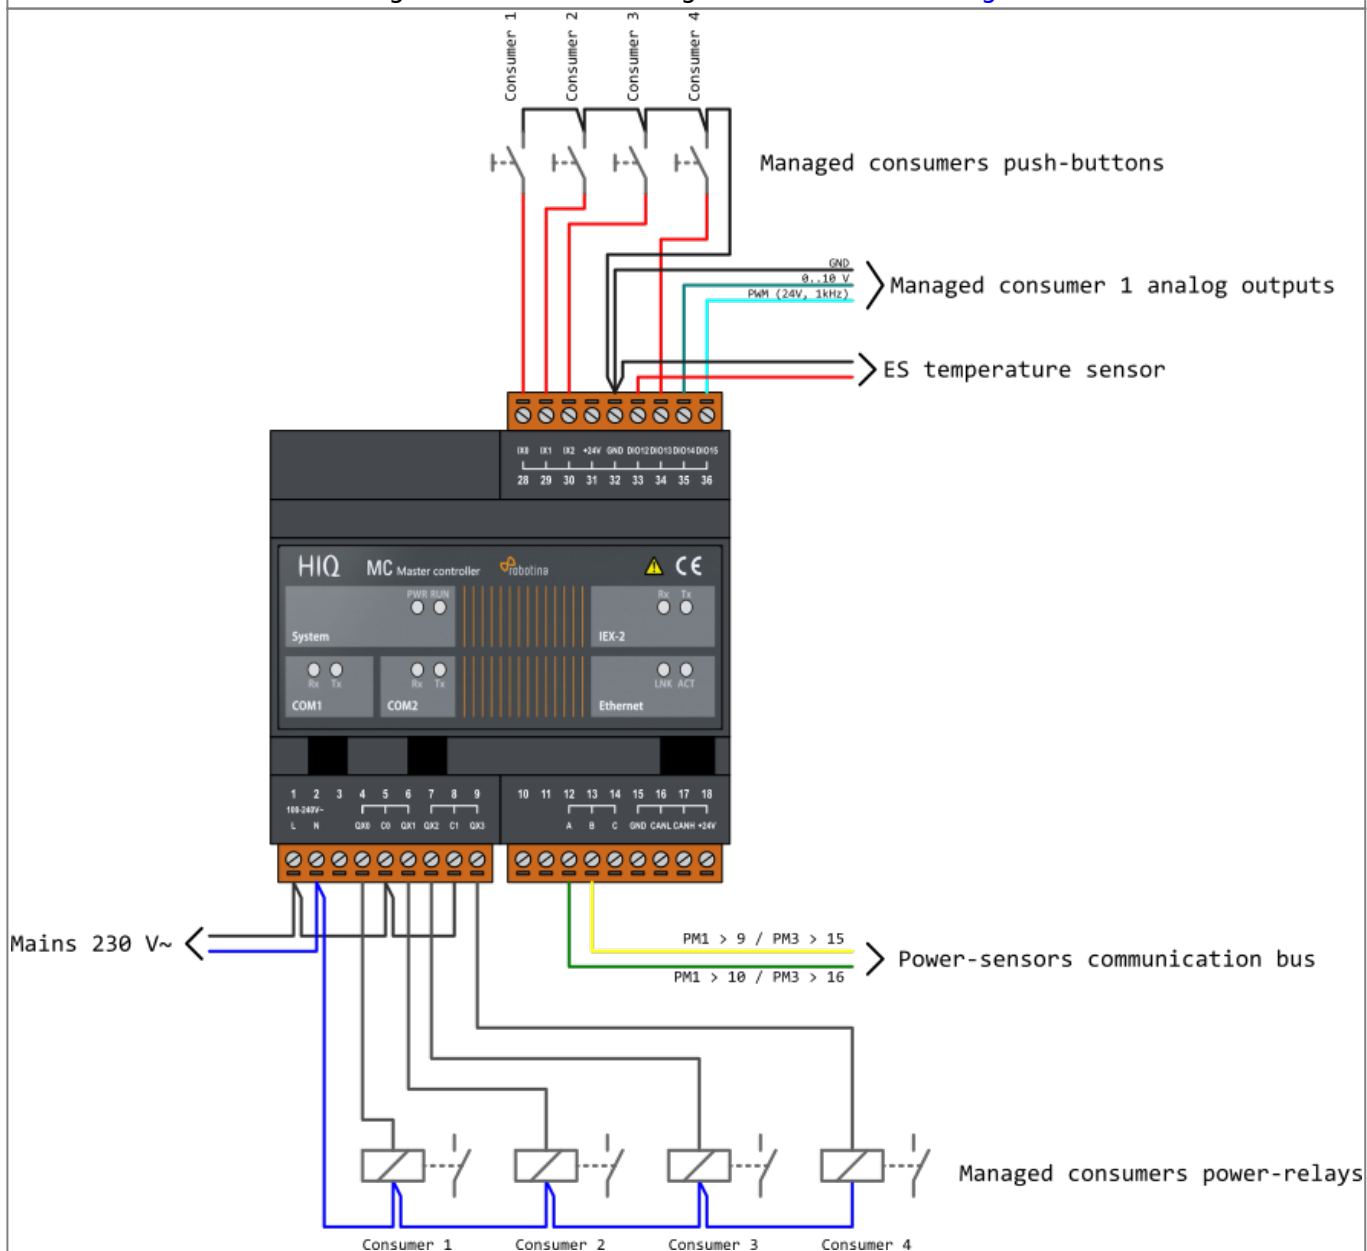 Consumer 1
Consumer 2
Consumer 3
Consumer 4
Managed consumers push-buttons
GND
0..10 V
PWM (24V, 1kHz)
Managed consumer 1 analog outputs
ES temperature sensor
IX0 IX1 IX2 +24V GND DIO12 DIO13 DIO14 DIO15
28 29 30 31 32 33 34 35 36
HIQ MC Master controller robotina CE
PWR RUN
Rx Tx
System
IEX-2
Rx Tx
Rx Tx
LNK ACT
COM1
COM2
Ethernet
1 2 3 4 5 6 7 8 9 10 11 12 13 14 15 16 17 18
100-240V~
L N QX0 C0 QX1 QX2 C1 QX3 A B C GND CANL CANH +24V
Mains 230 V~
PM1 > 9 / PM3 > 15
Power-sensors communication bus
PM1 > 10 / PM3 > 16
Managed consumers power-relays
Consumer 1 Consumer 2 Consumer 3 Consumer 4